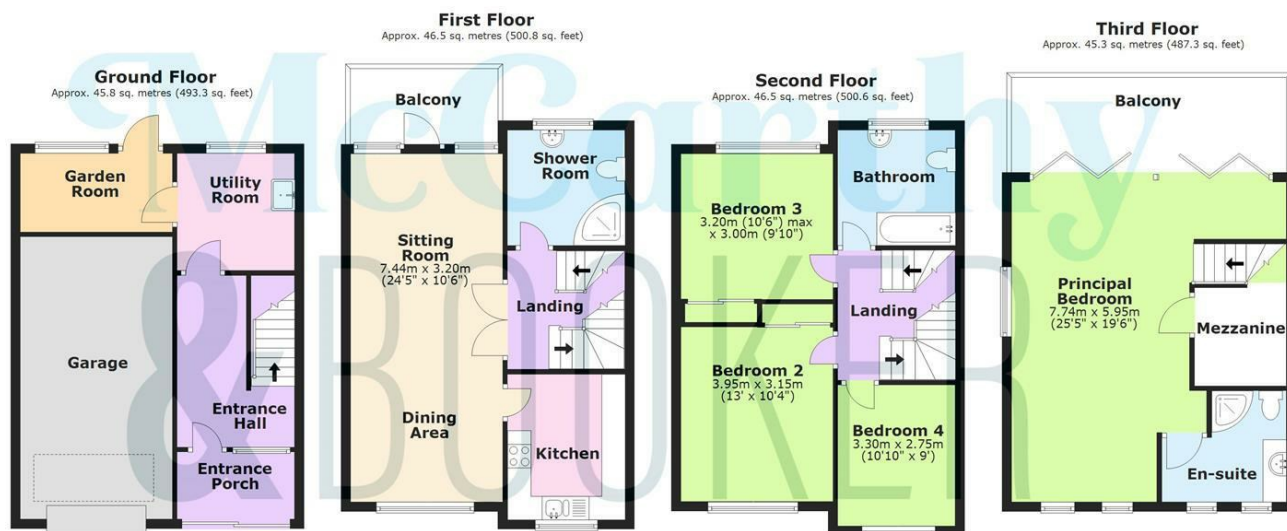 McCarthy
& BOOKER
Ground Floor
Approx. 45.8 sq. metres (493.3 sq. feet)
Garden
Room
Utility
Room
Garage
Entrance
Hall
Entrance
Porch
First Floor
Approx. 46.5 sq. metres (500.8 sq. feet)
Balcony
Shower
Room
Sitting
Room
7.44m x 3.20m
(24'5" x 10'6")
Landing
Dining
Area
Kitchen
Second Floor
Approx. 46.5 sq. metres (500.6 sq. feet)
Bathroom
Bedroom 3
3.20m (10'6") max
x 3.00m (9'10")
Landing
Bedroom 2
3.95m x 3.15m
(13' x 10'4")
Bedroom 4
3.30m x 2.75m
(10'10" x 9')
Third Floor
Approx. 45.3 sq. metres (487.3 sq. feet)
Balcony
Principal
Bedroom
7.74m x 5.95m
(25'5" x 19'6")
Mezzanine
En-suite